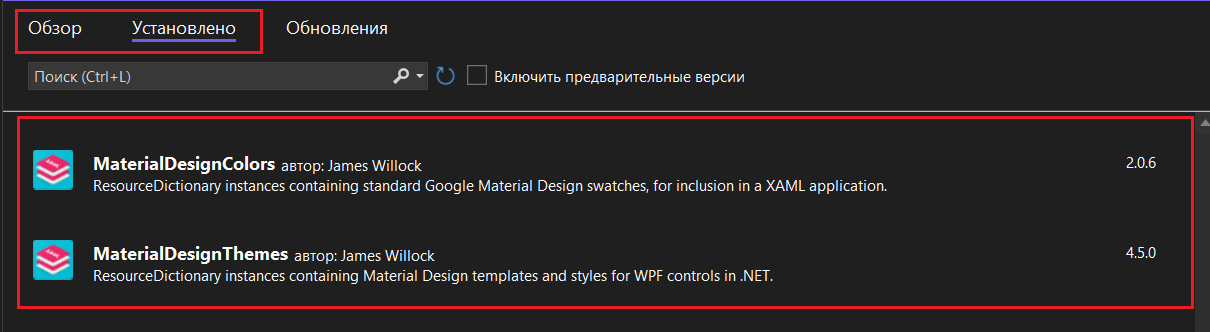 Обзор Установлено Обновления
Поиск (Ctrl+L) Включить предварительные версии
MaterialDesignColors автор: James Willock 2.0.6
ResourceDictionary instances containing standard Google Material Design swatches, for inclusion in a XAML application.
MaterialDesignThemes автор: James Willock 4.5.0
ResourceDictionary instances containing Material Design templates and styles for WPF controls in .NET.